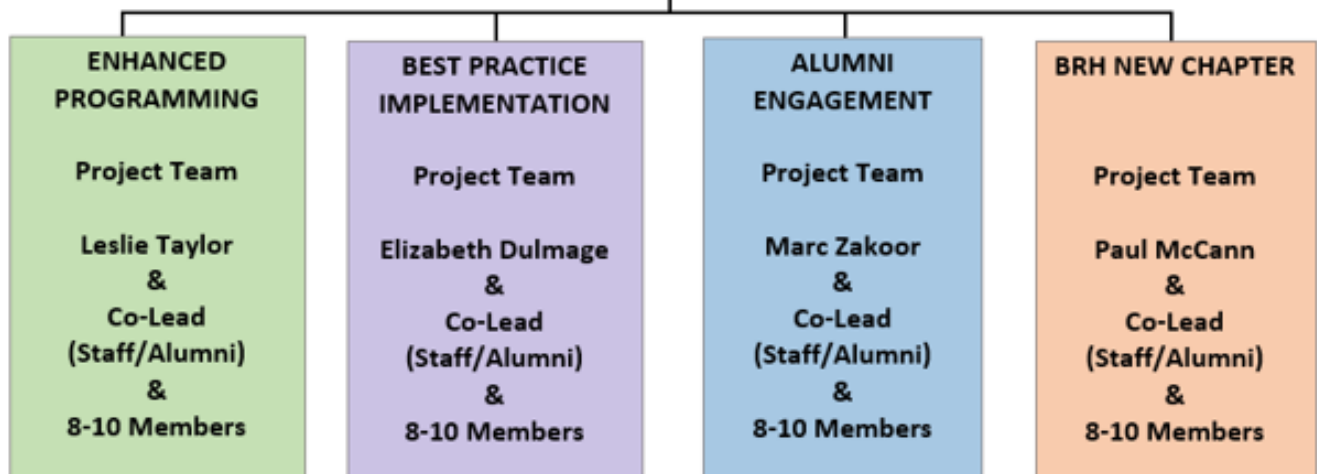 ENHANCED
PROGRAMMING
Project Team
Leslie Taylor
&
Co-Lead
(Staff/Alumni)
&
8-10 Members
BEST PRACTICE
IMPLEMENTATION
Project Team
Elizabeth Dulmage
&
Co-Lead
(Staff/Alumni)
&
8-10 Members
ALUMNI
ENGAGEMENT
Project Team
Marc Zakoor
&
Co-Lead
(Staff/Alumni)
&
8-10 Members
BRH NEW CHAPTER
Project Team
Paul McCann
&
Co-Lead
(Staff/Alumni)
&
8-10 Members